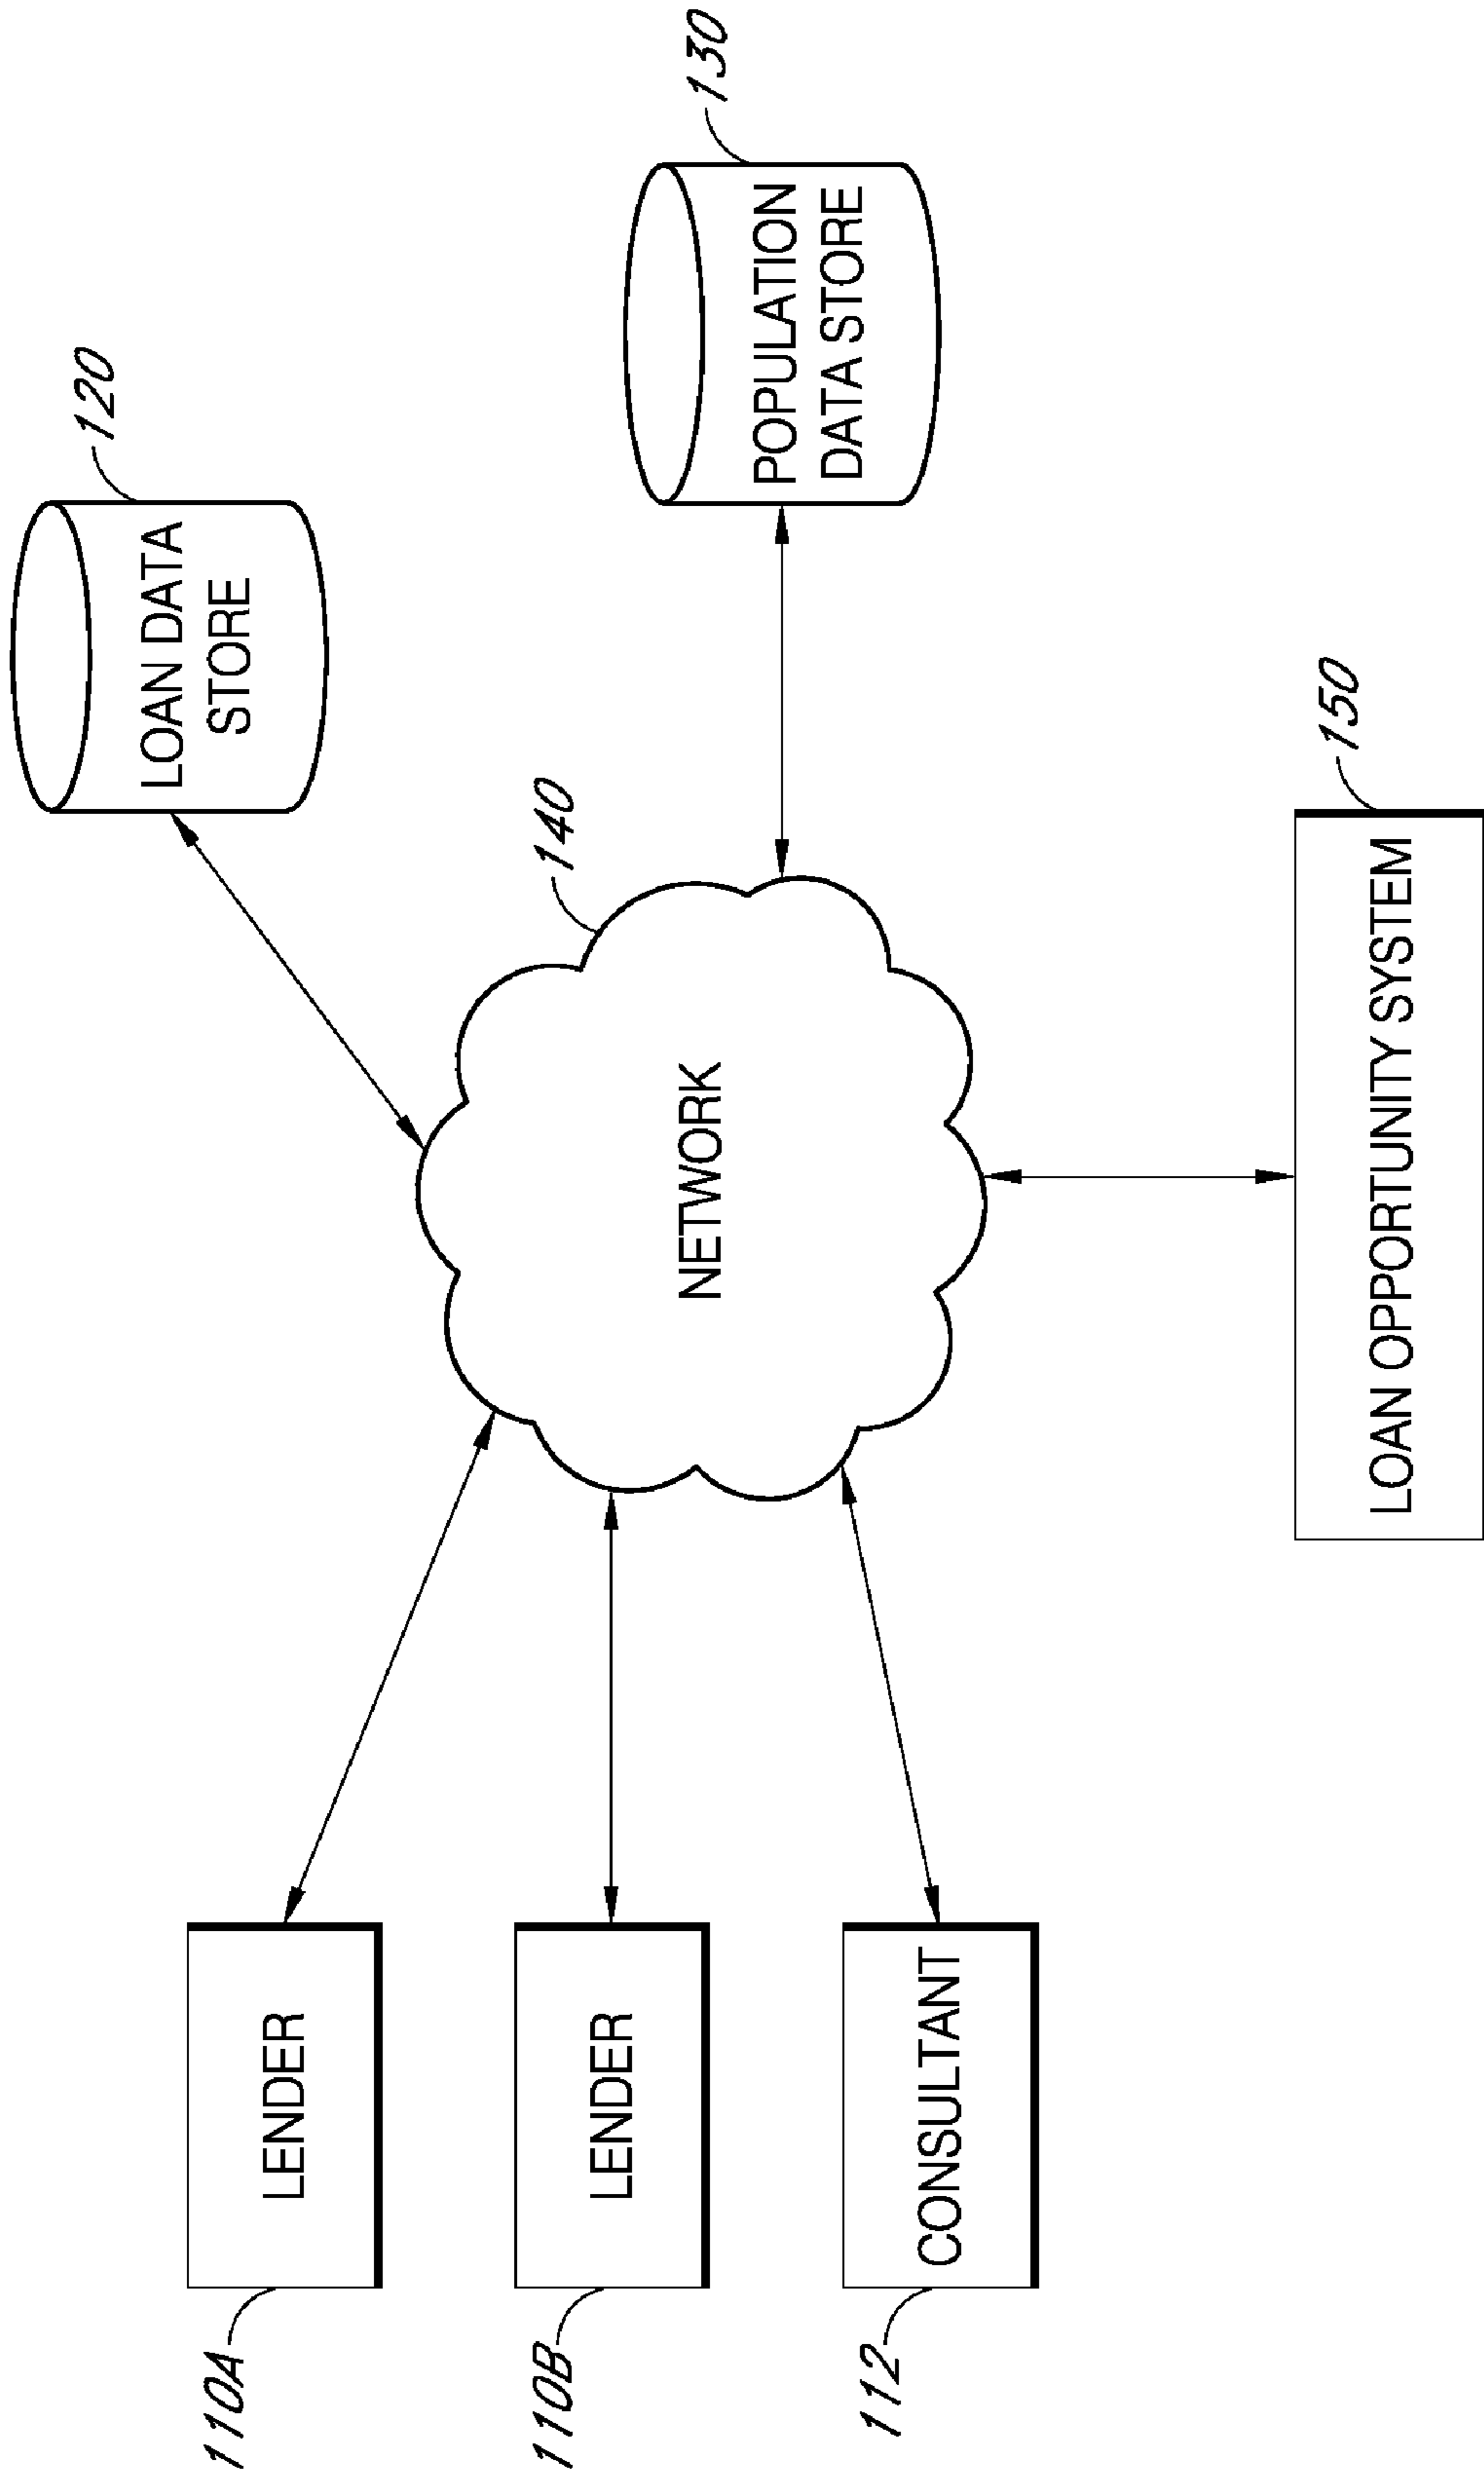 120
LOAN DATA
STORE
130
POPULATION
DATA STORE
140
NETWORK
110A
LENDER
110B
LENDER
112
CONSULTANT
150
LOAN OPPORTUNITY SYSTEM